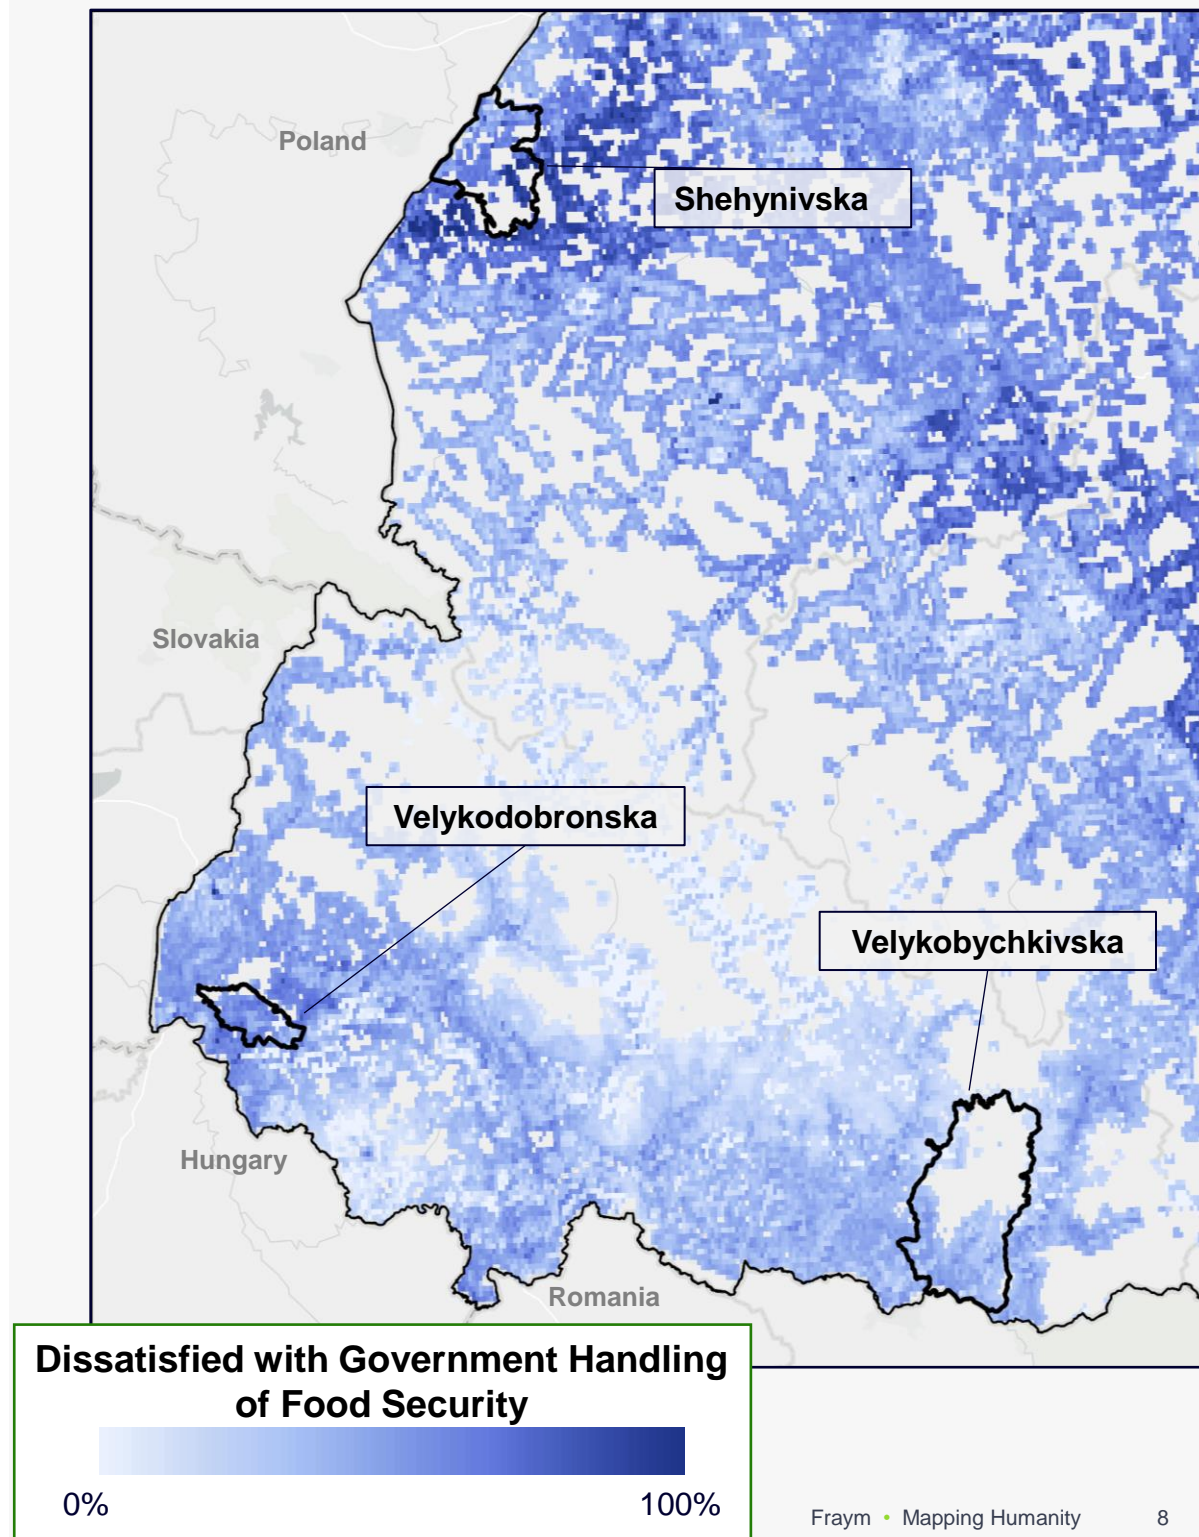 Poland
Shehynivska
Slovakia
Velykodobronska
Velykobychkivska
Hungary
Romania
Dissatisfied with Government Handling
of Food Security
0%
100%
Fraym • Mapping Humanity 8